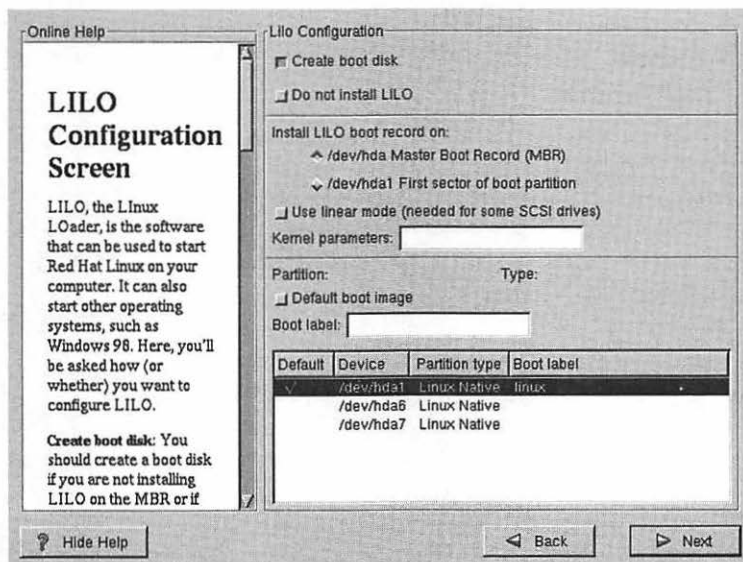 Online Help
LILO
Configuration
Screen
LILO, the LInux
LOader, is the software
that can be used to start
Red Hat Linux on your
computer. It can also
start other operating
systems, such as
Windows 98. Here, you'll
be asked how (or
whether) you want to
configure LILO.
Create boot disk: You
should create a boot disk
if you are not installing
LILO on the MBR or if
Lilo Configuration
Create boot disk
Do not install LILO
Install LILO boot record on:
/dev/hda Master Boot Record (MBR)
/dev/hda1 First sector of boot partition
Use linear mode (needed for some SCSI drives)
Kernel parameters:
Partition: Type:
Default boot image
Boot label:
Default Device Partition type Boot label
/dev/hda1 Linux Native linux
/dev/hda6 Linux Native
/dev/hda7 Linux Native
Hide Help
Back
Next